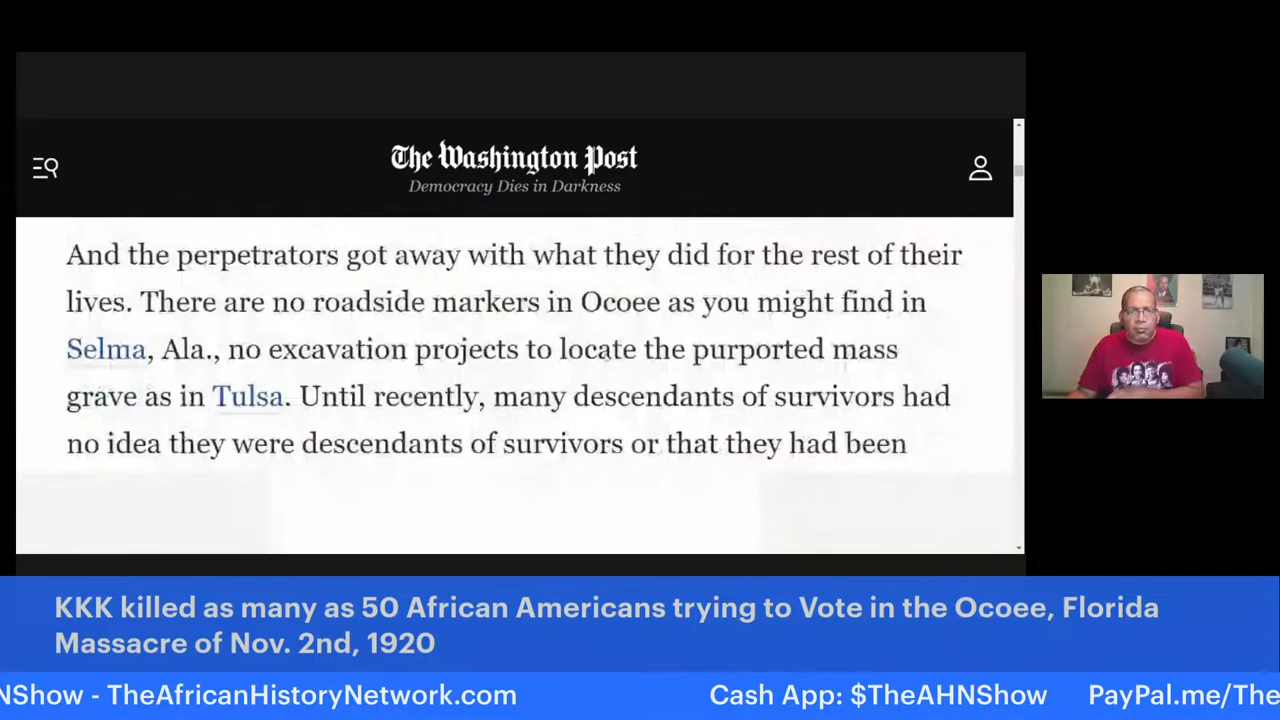 The Washington Post
Democracy Dies in Darkness
And the perpetrators got away with what they did for the rest of their
lives. There are no roadside markers in Ocoee as you might find in
Selma, Ala., no excavation projects to locate the purported mass
grave as in Tulsa. Until recently, many descendants of survivors had
no idea they were descendants of survivors or that they had been
KKK killed as many as 50 African Americans trying to Vote in the Ocoee, Florida
Massacre of Nov. 2nd, 1920
NShow - TheAfricanHistoryNetwork.com Cash App: $TheAHNShow PayPal.me/The